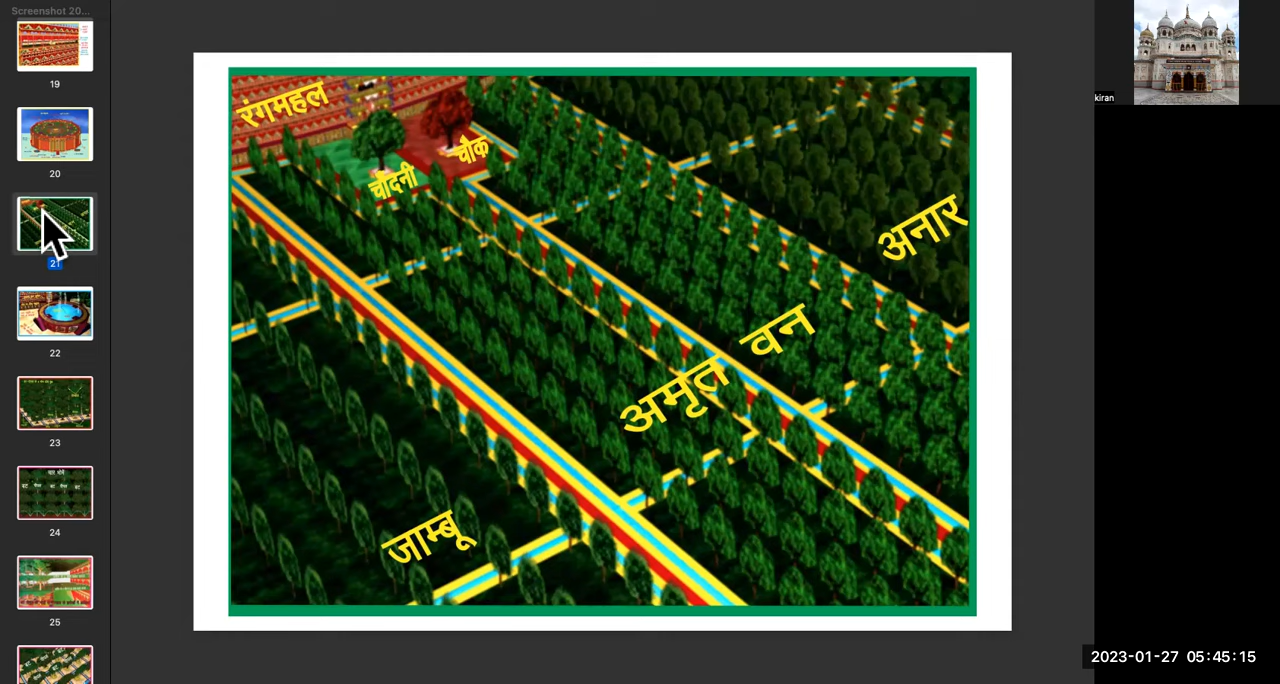 Screenshot 20...
19
20
21
22
23
24
25
रंगमहल
चौक
चाँदनी
अनार
अमृत वन
जाम्बू
kiran
2023-01-27 05:45:15